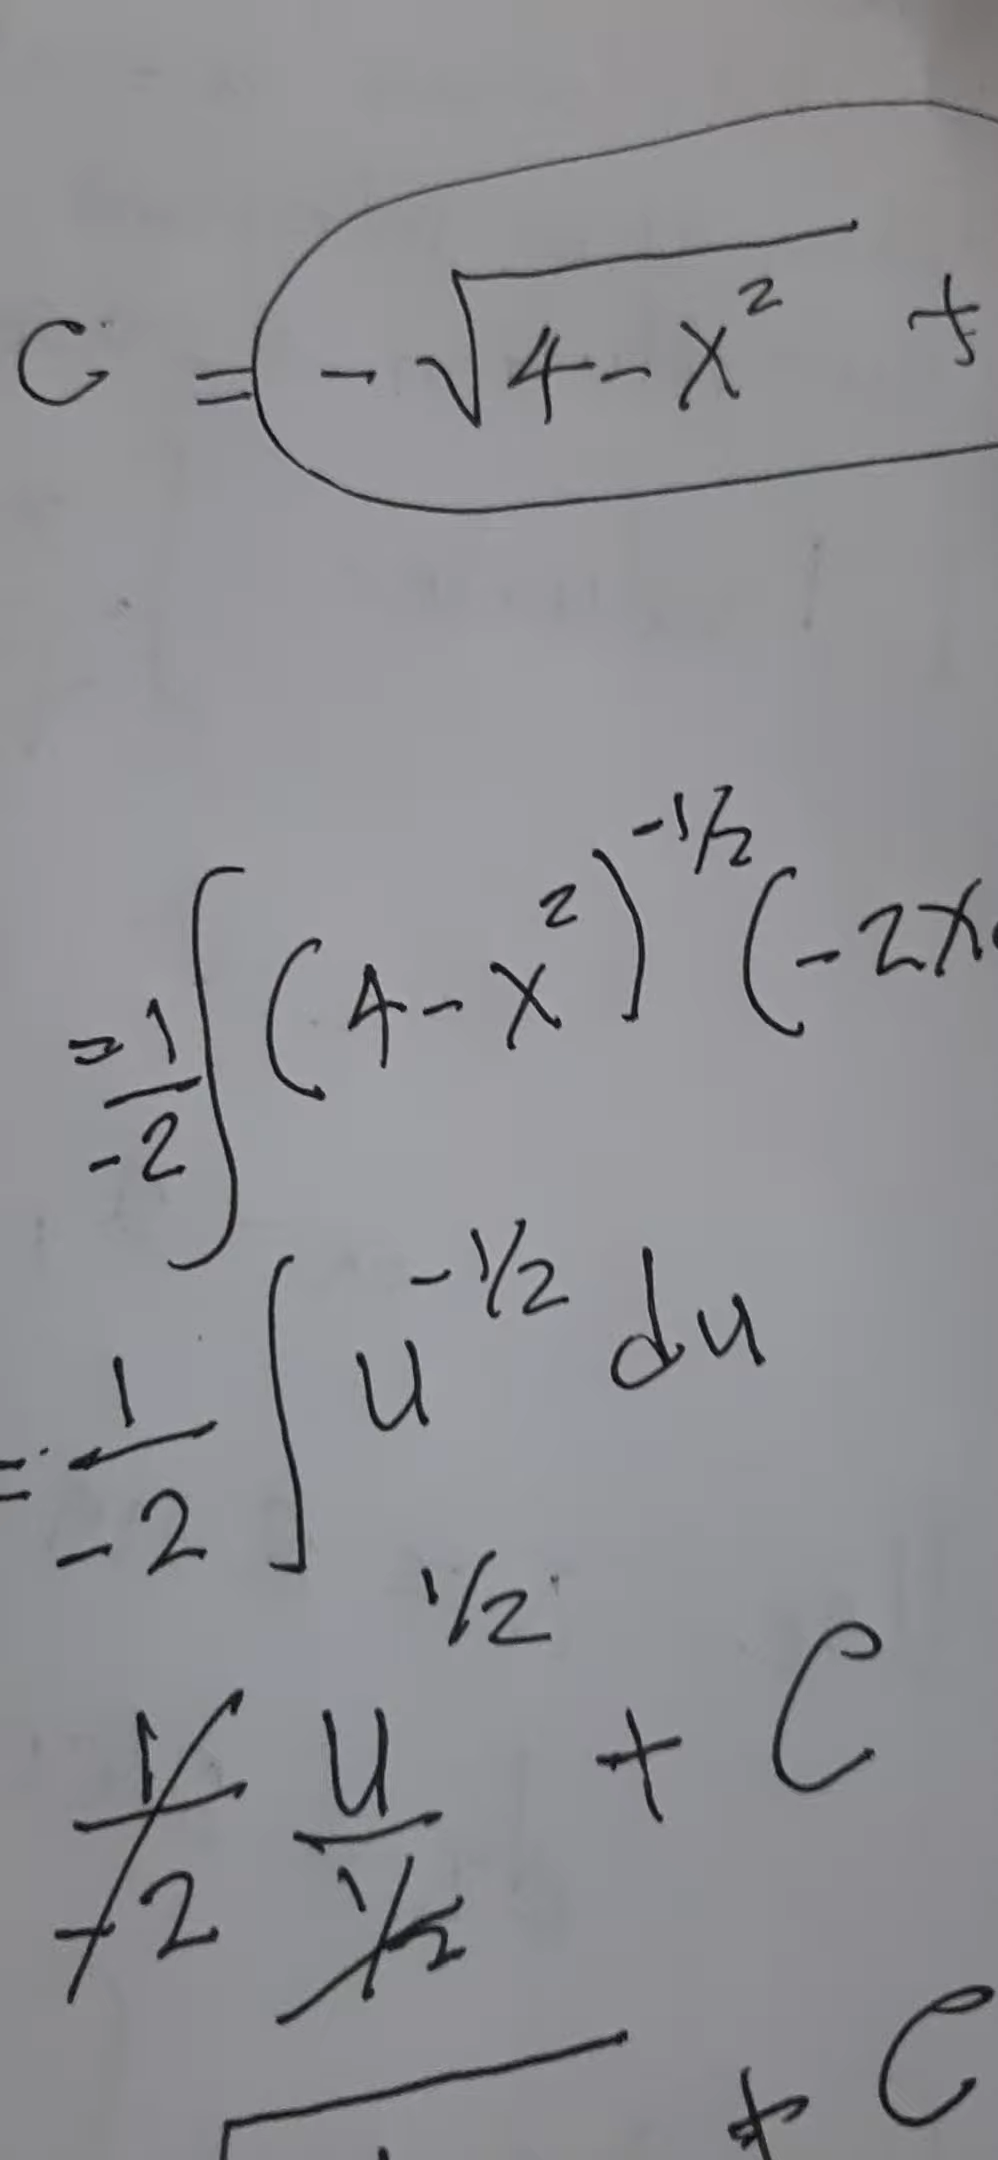 C = -√(4-x²) +
= 1/-2 ∫ (4-x²)^(-1/2) (-2x
= 1/-2 ∫ u^(-1/2) du
1/-2 u^(1/2)/(1/2) + C
√ + C